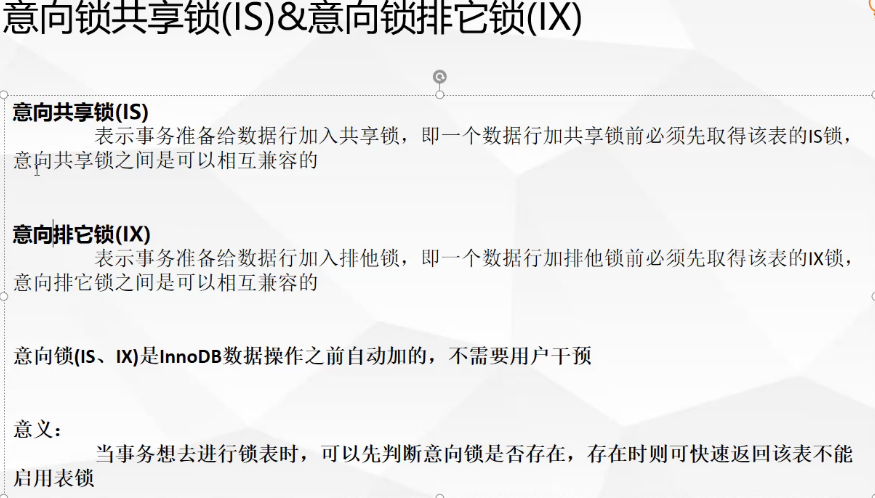 意向锁共享锁(IS)&意向锁排它锁(IX)
意向共享锁(IS)
表示事务准备给数据行加入共享锁，即一个数据行加共享锁前必须先取得该表的IS锁，
意向共享锁之间是可以相互兼容的
意向排它锁(IX)
表示事务准备给数据行加入排他锁，即一个数据行加排他锁前必须先取得该表的IX锁，
意向排它锁之间是可以相互兼容的
意向锁(IS、IX)是InnoDB数据操作之前自动加的，不需要用户干预
意义：
当事务想去进行锁表时，可以先判断意向锁是否存在，存在时则可快速返回该表不能
启用表锁